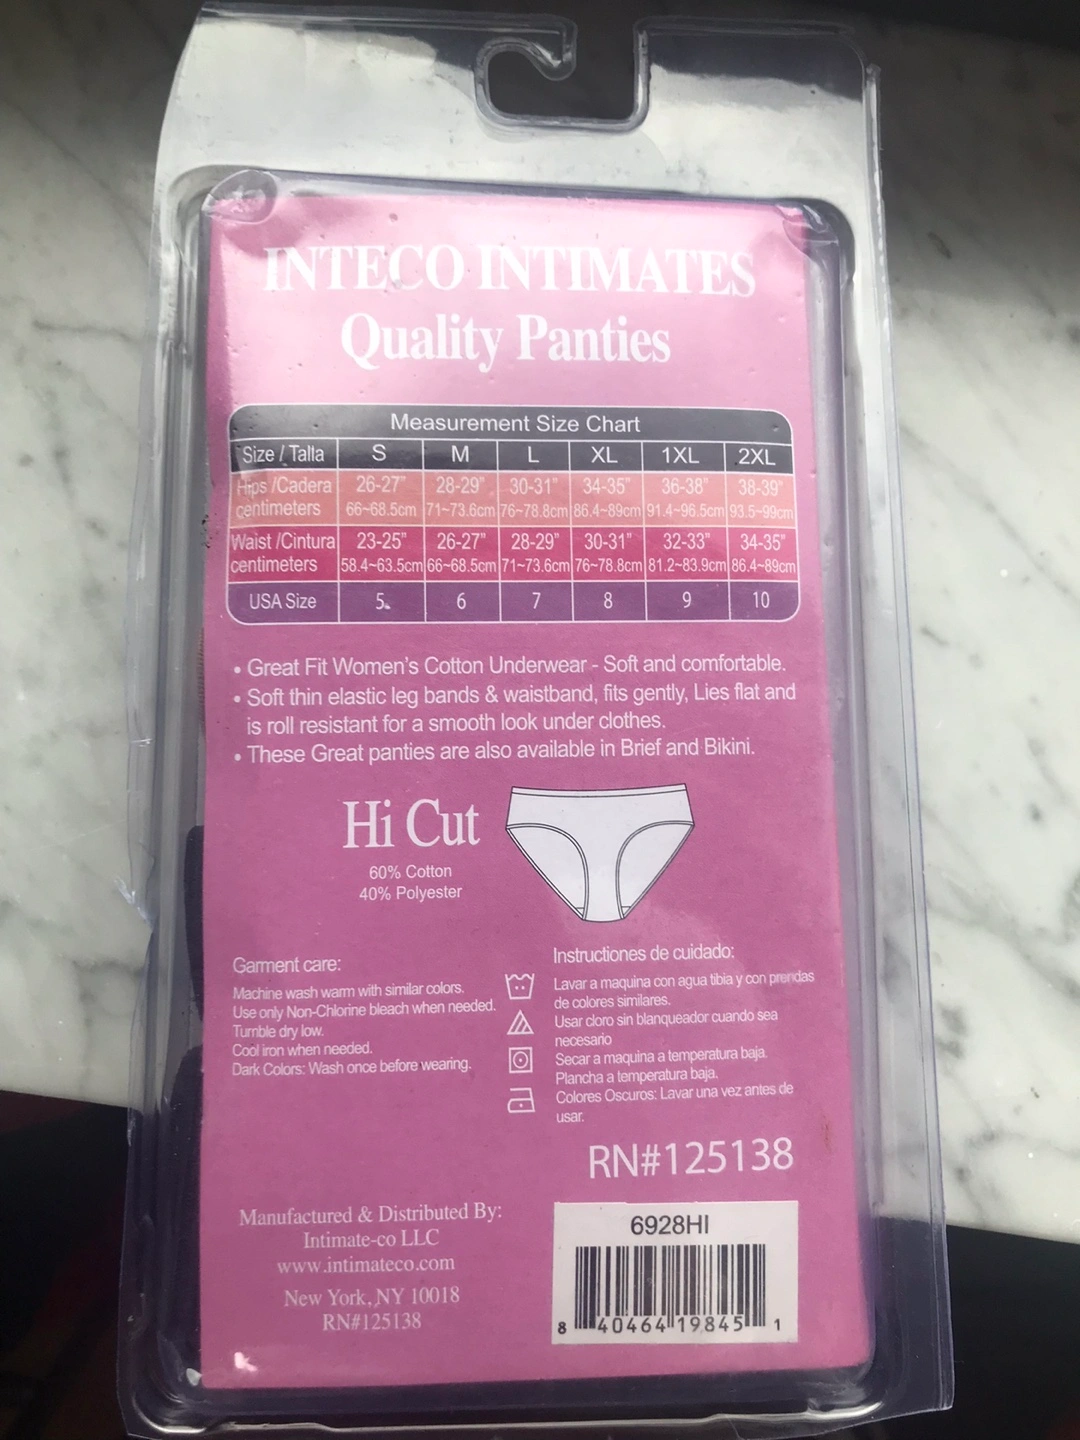 INTECO INTIMATES
Quality Panties
Measurement Size Chart
Size / Talla S M L XL 1XL 2XL
Hips /Cadera 26-27" 28-29" 30-31" 34-35" 36-38" 38-39"
centimeters 66~68.5cm 71~73.6cm 76~78.8cm 86.4~89cm 91.4~96.5cm 93.5~99cm
Waist /Cintura 23-25" 26-27" 28-29" 30-31" 32-33" 34-35"
centimeters 58.4~63.5cm 66~68.5cm 71~73.6cm 76~78.8cm 81.2~83.9cm 86.4~89cm
USA Size 5 6 7 8 9 10
• Great Fit Women's Cotton Underwear - Soft and comfortable.
• Soft thin elastic leg bands & waistband, fits gently, Lies flat and
is roll resistant for a smooth look under clothes.
• These Great panties are also available in Brief and Bikini.
Hi Cut
60% Cotton
40% Polyester
Garment care:
Machine wash warm with similar colors.
Use only Non-Chlorine bleach when needed.
Tumble dry low.
Cool iron when needed.
Dark Colors: Wash once before wearing.
Instructiones de cuidado:
Lavar a maquina con agua tibia y con prendas
de colores similares.
Usar cloro sin blanqueador cuando sea
necesario
Secar a maquina a temperatura baja.
Plancha a temperatura baja.
Colores Oscuros: Lavar una vez antes de
usar.
RN#125138
Manufactured & Distributed By:
Intimate-co LLC
www.intimateco.com
New York, NY 10018
RN#125138
6928HI
8 40464 19845 1